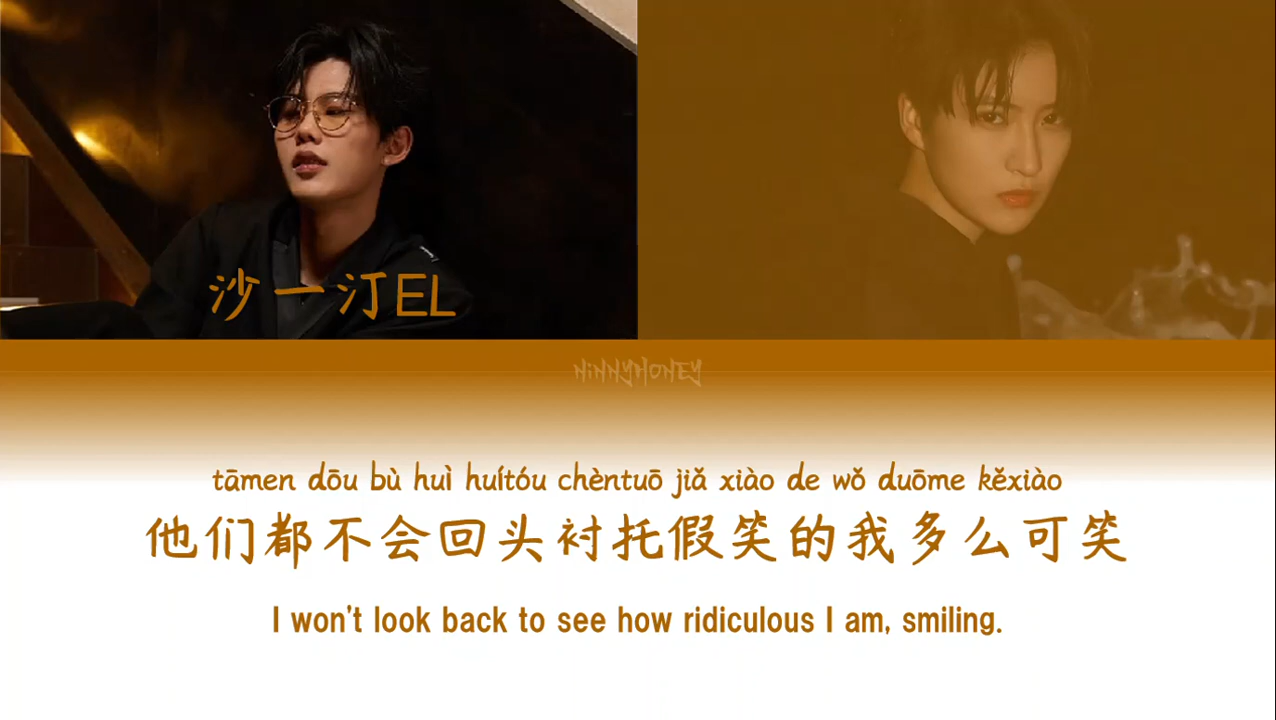 沙一汀EL
NINNYHONEY
tāmen dōu bù huì huítóu chèntuō jiǎ xiào de wǒ duōme kěxiào
他们都不会回头衬托假笑的我多么可笑
I won't look back to see how ridiculous I am, smiling.